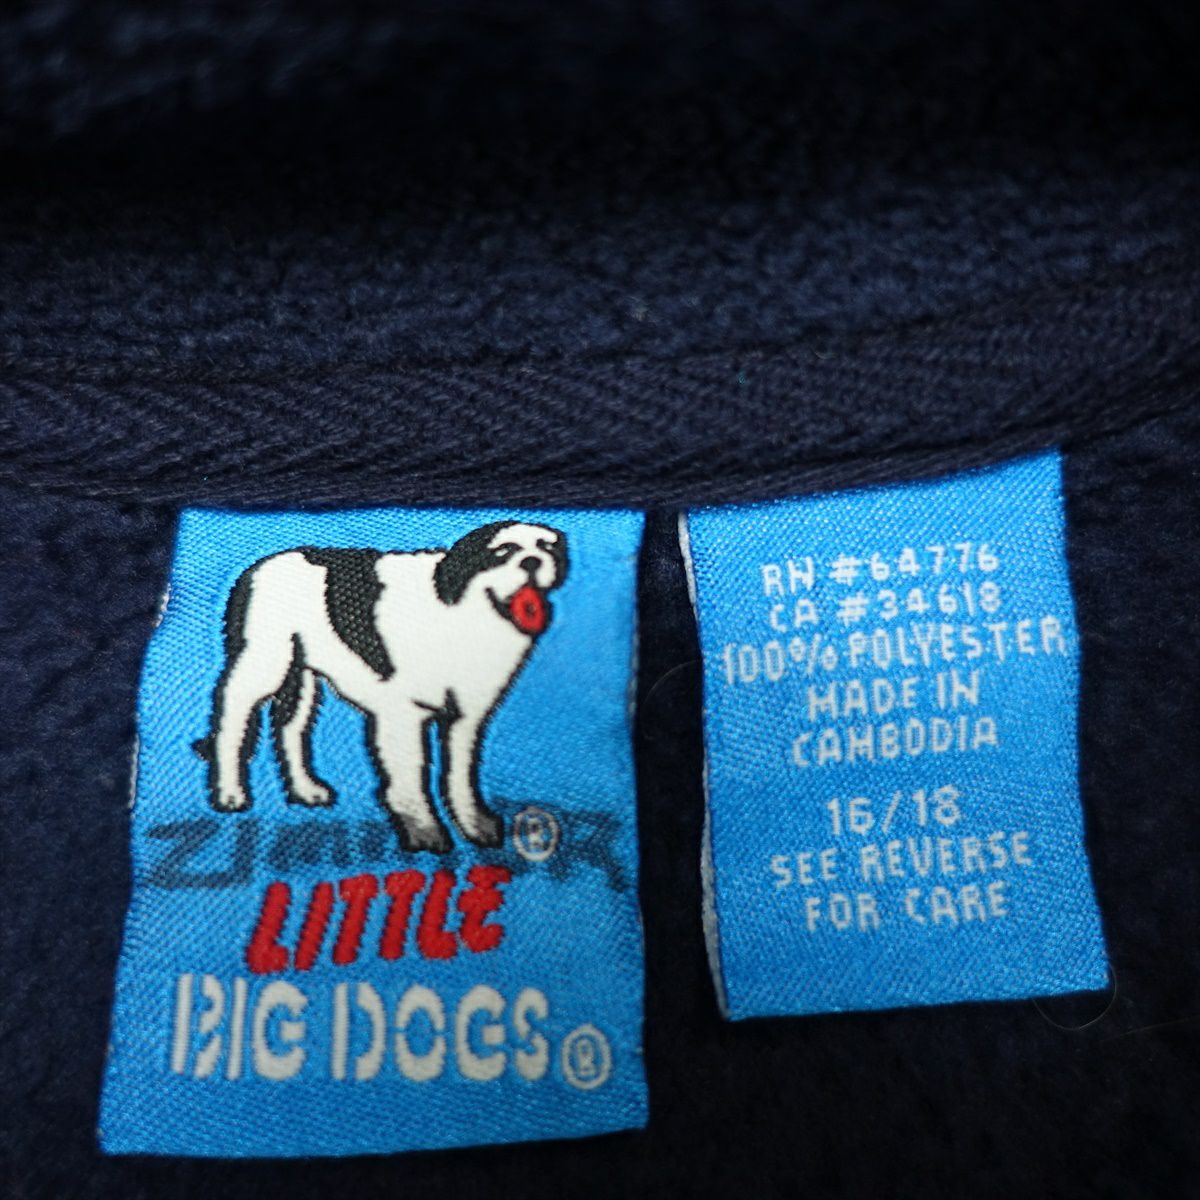 ®
LITTLE
BIG DOGS®
RN #64776
CA #34618
100% POLYESTER
MADE IN
CAMBODIA
16/18
SEE REVERSE
FOR CARE